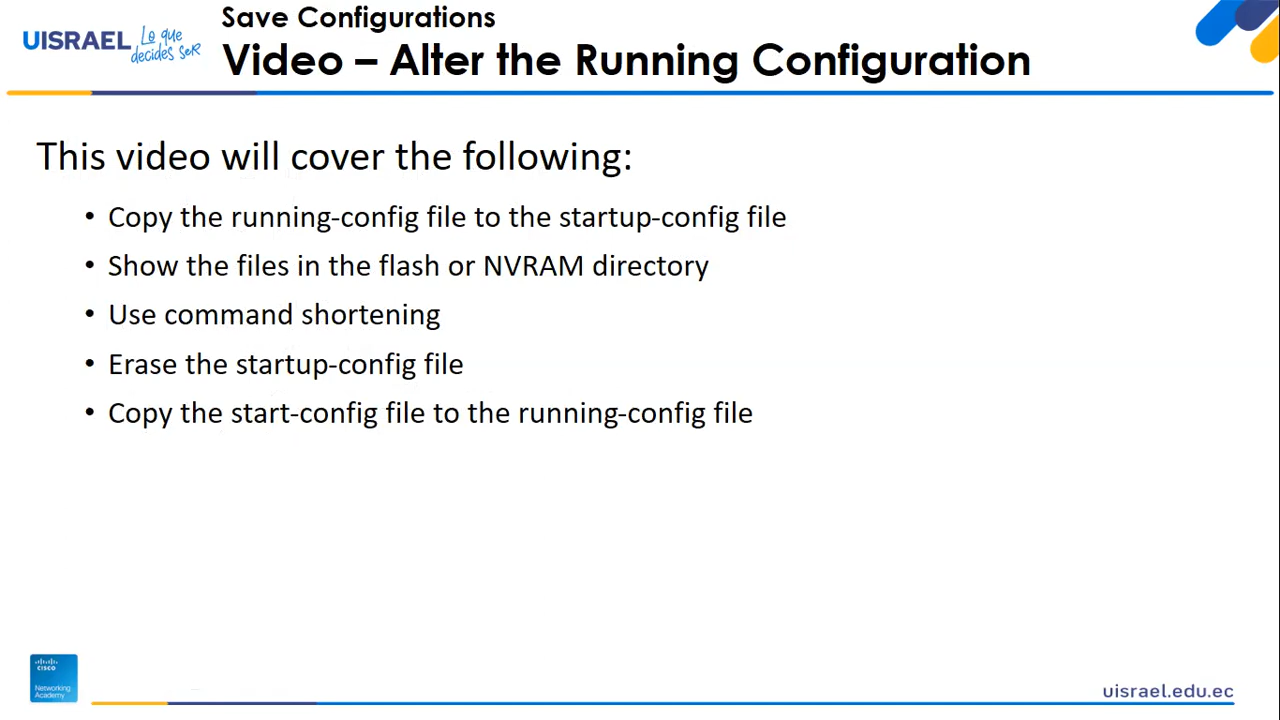 Save Configurations
UISRAEL Lo que decides seR
Video – Alter the Running Configuration
This video will cover the following:
• Copy the running-config file to the startup-config file
• Show the files in the flash or NVRAM directory
• Use command shortening
• Erase the startup-config file
• Copy the start-config file to the running-config file
cisco
Networking
Academy
uisrael.edu.ec